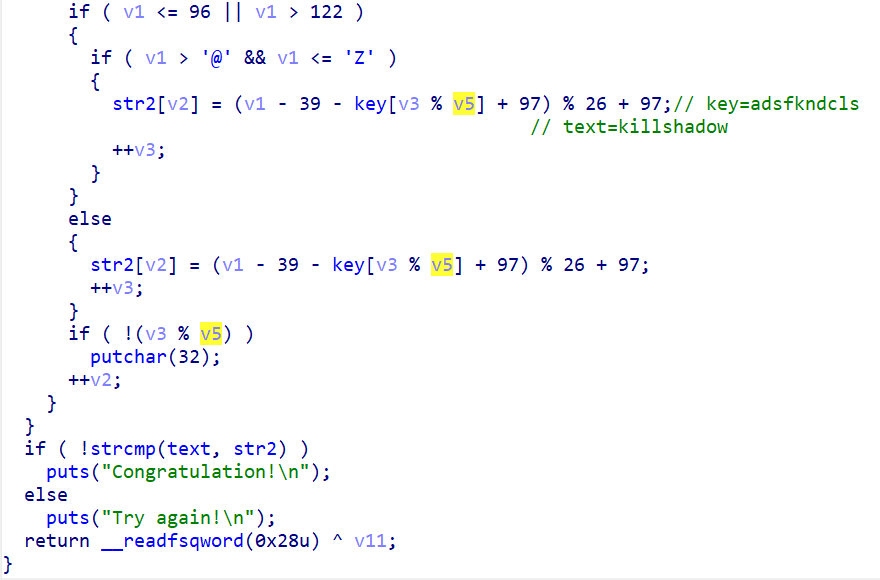 if ( v1 <= 96 || v1 > 122 )
{
if ( v1 > '@' && v1 <= 'Z' )
{
str2[v2] = (v1 - 39 - key[v3 % v5] + 97) % 26 + 97;// key=adsfkndcls
// text=killshadow
++v3;
}
}
else
{
str2[v2] = (v1 - 39 - key[v3 % v5] + 97) % 26 + 97;
++v3;
}
if ( !(v3 % v5) )
putchar(32);
++v2;
}
}
if ( !strcmp(text, str2) )
puts("Congratulation!\n");
else
puts("Try again!\n");
return __readfsqword(0x28u) ^ v11;
}